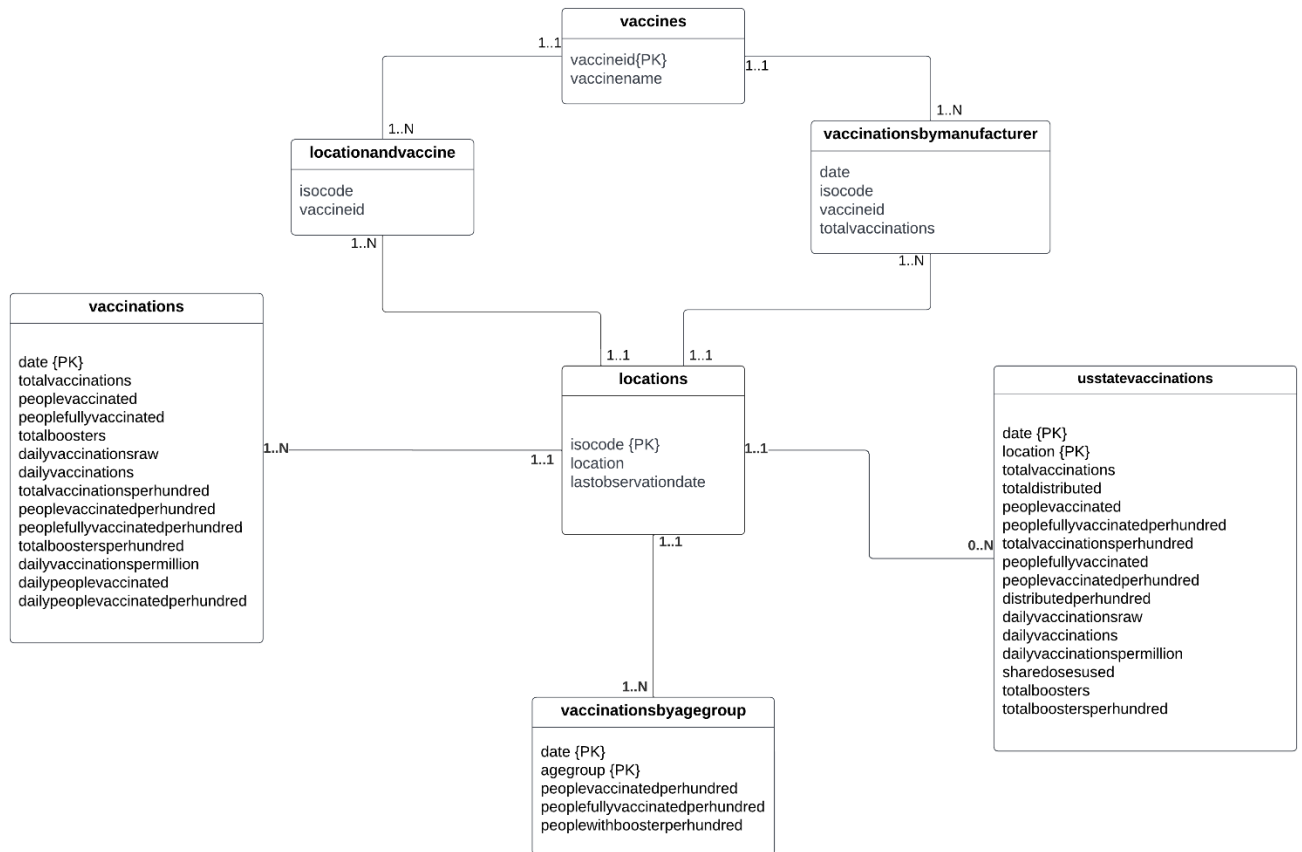 vaccines
vaccineid{PK}
vaccinename
1..1
1..1
1..N
1..N
locationandvaccine
isocode
vaccineid
1..N
vaccinationsbymanufacturer
date
isocode
vaccineid
totalvaccinations
1..N
vaccinations
date {PK}
totalvaccinations
peoplevaccinated
peoplefullyvaccinated
totalboosters
dailyvaccinationsraw
dailyvaccinations
totalvaccinationsperhundred
peoplevaccinatedperhundred
peoplefullyvaccinatedperhundred
totalboostersperhundred
dailyvaccinationspermillion
dailypeoplevaccinated
dailypeoplevaccinatedperhundred
1..N
1..1
1..1
1..1
locations
isocode {PK}
location
lastobservationdate
1..1
1..1
1..1
usstatevaccinations
date {PK}
location {PK}
totalvaccinations
totaldistributed
peoplevaccinated
peoplefullyvaccinatedperhundred
totalvaccinationsperhundred
peoplefullyvaccinated
peoplevaccinatedperhundred
distributedperhundred
dailyvaccinationsraw
dailyvaccinations
dailyvaccinationspermillion
sharedosesused
totalboosters
totalboostersperhundred
0..N
1..N
vaccinationsbyagegroup
date {PK}
agegroup {PK}
peoplevaccinatedperhundred
peoplefullyvaccinatedperhundred
peoplewithboosterperhundred